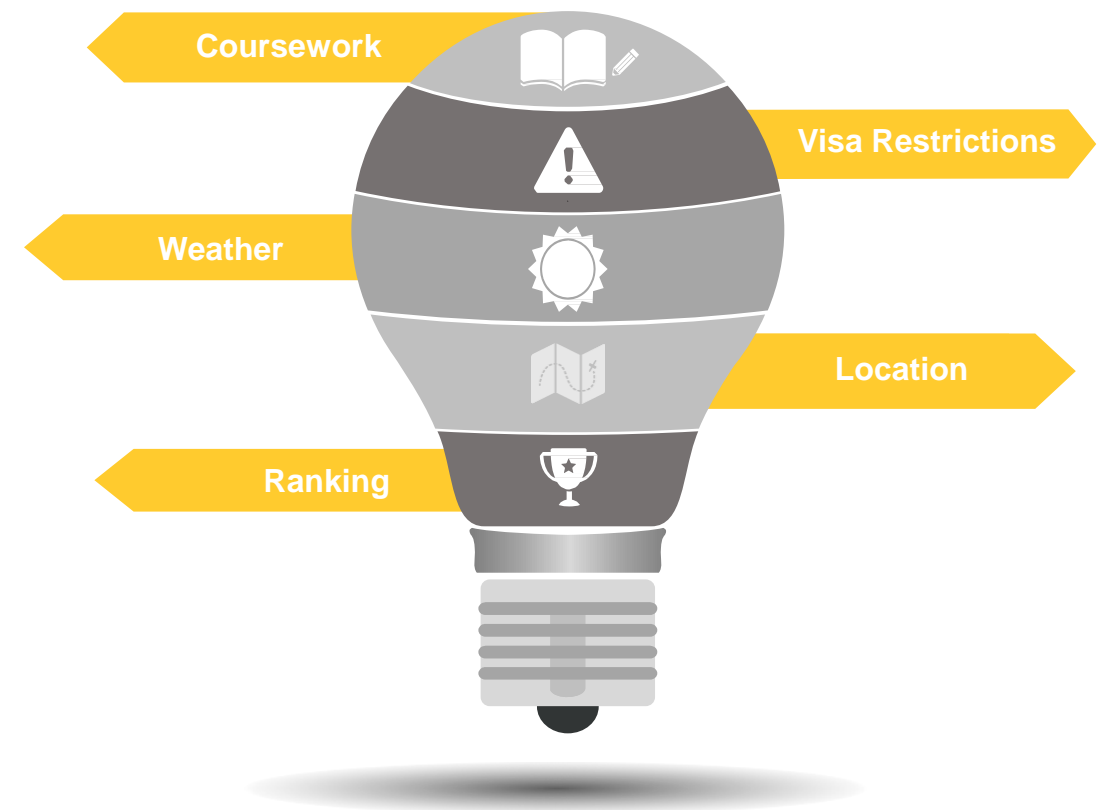 Coursework
Visa Restrictions
Weather
Location
Ranking